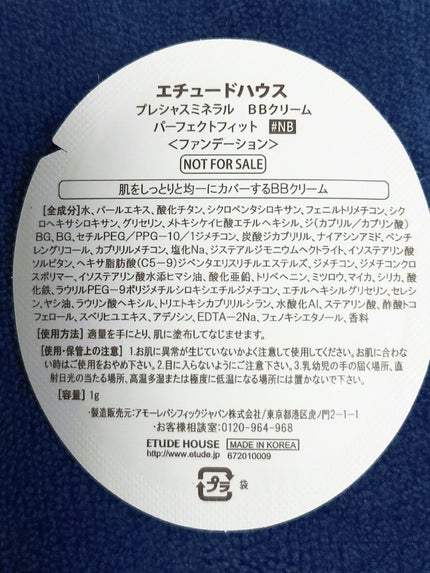 エチュードハウス
プレシャスミネラル　BBクリーム
パーフェクトフィット #NB
＜ファンデーション＞
NOT FOR SALE
肌をしっとりと均一にカバーするBBクリーム
[全成分]水、パールエキス、酸化チタン、シクロペンタシロキサン、フェニルトリメチコン、シク
ロヘキサシロキサン、グリセリン、メトキシケイヒ酸エチルヘキシル、ジ(カプリル／カプリン酸)
BG、BG、セチルPEG／PPG-10／1ジメチコン、炭酸ジカプリル、ナイアシンアミド、ペンチ
レングリコール、カプリリルメチコン、塩化Na、ジステアルジモニウムヘクトライト、イソステアリン酸
ソルビタン、ヘキサ脂肪酸(C5-9)ジペンタエリスリチルエステルズ、ジメチコン、ジメチコンクロ
スポリマー、イソステアリン酸水添ヒマシ油、酸化亜鉛、トリベヘニン、ミツロウ、マイカ、シリカ、酸
化鉄、ラウリルPEG-9ポリジメチルシロキシエチルジメチコン、エチルヘキシルグリセリン、セレシ
ン、ヤシ油、ラウリン酸ヘキシル、トリエトキシカプリリルシラン、水酸化Al、ステアリン酸、酢酸トコ
フェロール、スベリヒユエキス、アデノシン、EDTA-2Na、フェノキシエタノール、香料
[使用方法] 適量を手にとり、肌に塗布してなじませます。
[使用・保管上の注意] 1.お肌に異常が生じていないかよく注意して使用してください。お肌に合わな
い時はご使用をおやめください。2.目に入らないようにご注意ください。3.乳幼児の手の届く場所、直
射日光の当たる場所、高温多湿または極度に低温になる場所には置かないで下さい。
[容量] 1g
・製造販売元:アモーレパシフィックジャパン株式会社/東京都港区虎ノ門2-1-1
・お客様相談室:0120-964-968
ETUDE HOUSE MADE IN KOREA
http://www.etude.jp 672010009
プラ 袋